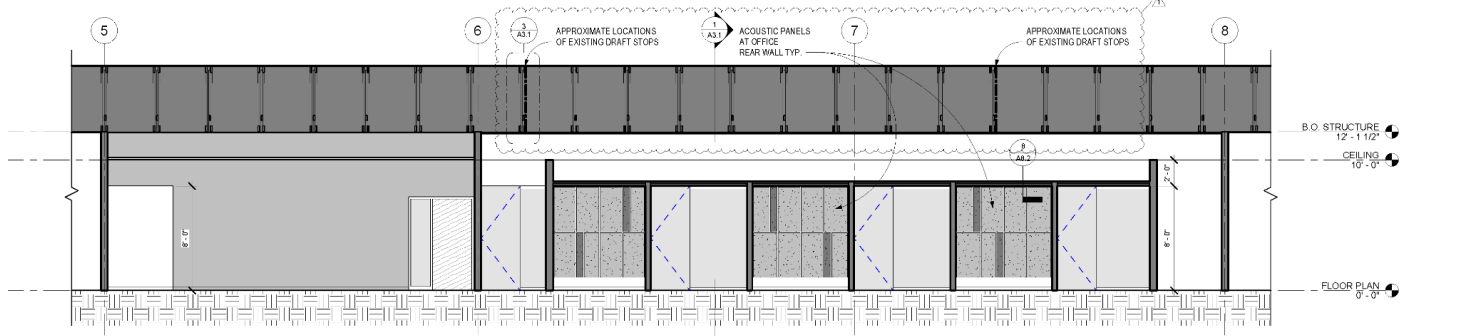 1
5
6
3
A3.1
APPROXIMATE LOCATIONS
OF EXISTING DRAFT STOPS
1
A3.1
ACOUSTIC PANELS
AT OFFICE
REAR WALL TYP.
7
APPROXIMATE LOCATIONS
OF EXISTING DRAFT STOPS
8
B.O. STRUCTURE
12' - 1 1/2"
8
A8.2
CEILING
10' - 0"
2' - 0"
8' - 0"
8' - 0"
FLOOR PLAN
0' - 0"